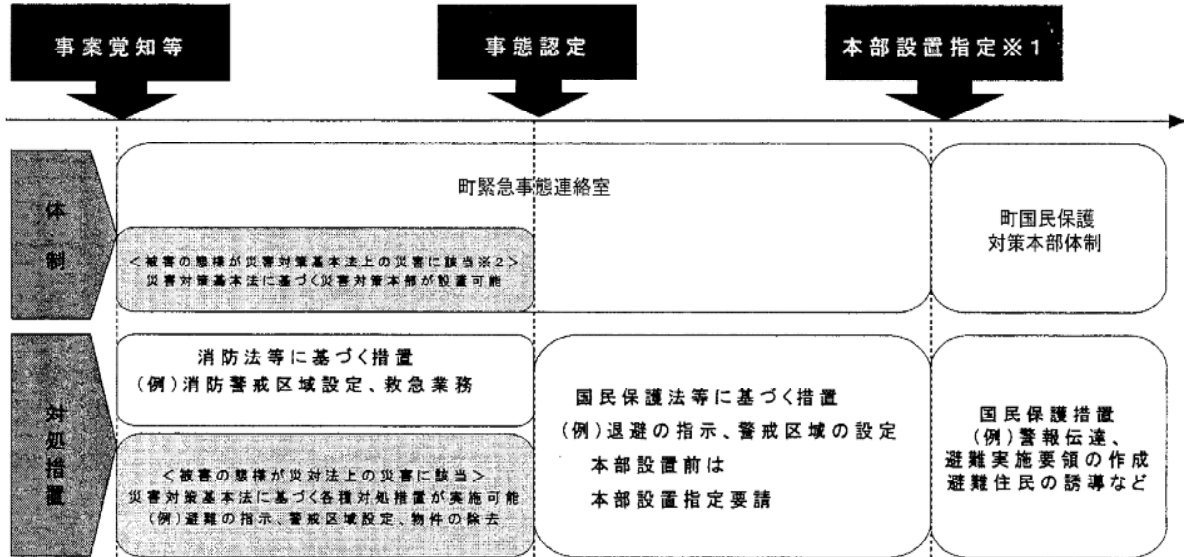 事案覚知等
事態認定
本部設置指定※1
体制
町緊急事態連絡室
<被害の態様が災害対策基本法上の災害に該当※2>
災害対策基本法に基づく災害対策本部が設置可能
町国民保護
対策本部体制
対処措置
消防法等に基づく措置
(例)消防警戒区域設定、救急業務
<被害の態様が災対法上の災害に該当>
災害対策基本法に基づく各種対処措置が実施可能
(例)避難の指示、警戒区域設定、物件の除去
国民保護法等に基づく措置
(例)退避の指示、警戒区域の設定
本部設置前は
本部設置指定要請
国民保護措置
(例)警報伝達、
避難実施要領の作成
避難住民の誘導など